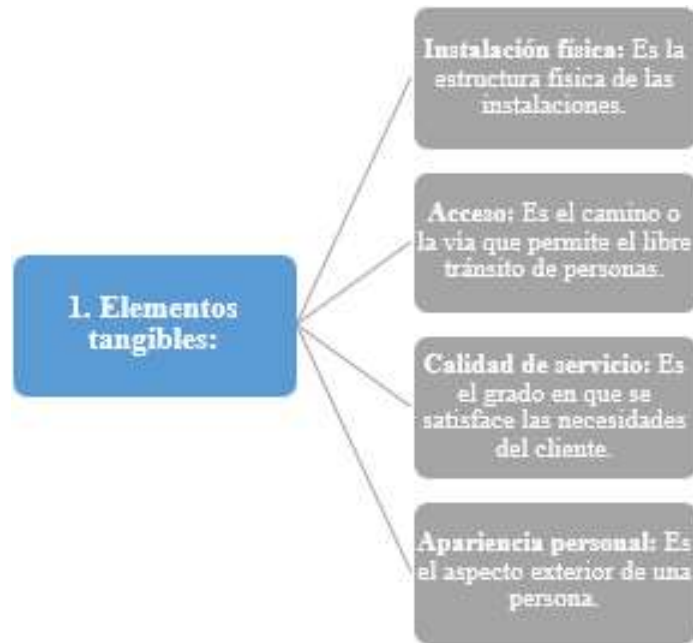 Instalación física: Es la
estructura física de las
instalaciones.
Acceso: Es el camino o
la vía que permite el libre
tránsito de personas.
1. Elementos
tangibles:
Calidad de servicio: Es
el grado en que se
satisface las necesidades
del cliente.
Apariencia personal: Es
el aspecto exterior de una
persona.